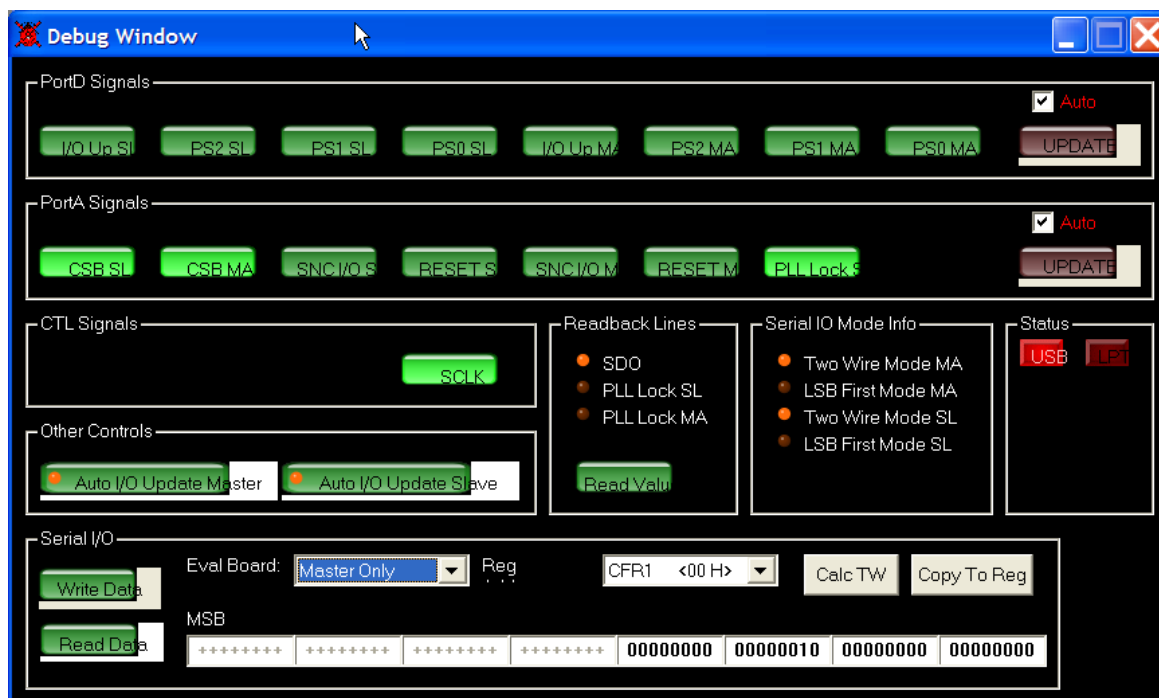 Debug Window
PortD Signals
Auto
I/O Up SL PS2 SL PS1 SL PS0 SL I/O Up MA PS2 MA PS1 MA PS0 MA UPDATE
PortA Signals
Auto
CSB SL CSB MA SNC I/O S RESET S SNC I/O M RESET M PLL Lock S UPDATE
CTL Signals
SCLK
Readback Lines
SDO
PLL Lock SL
PLL Lock MA
Read Valu
Serial IO Mode Info
Two Wire Mode MA
LSB First Mode MA
Two Wire Mode SL
LSB First Mode SL
Status
USB LPT
Other Controls
Auto I/O Update Master Auto I/O Update Slave
Serial I/O
Eval Board: Master Only Reg CFR1 <00 H> Calc TW Copy To Reg
Write Data
MSB
Read Data ++++++++ ++++++++ ++++++++ ++++++++ 00000000 00000010 00000000 00000000